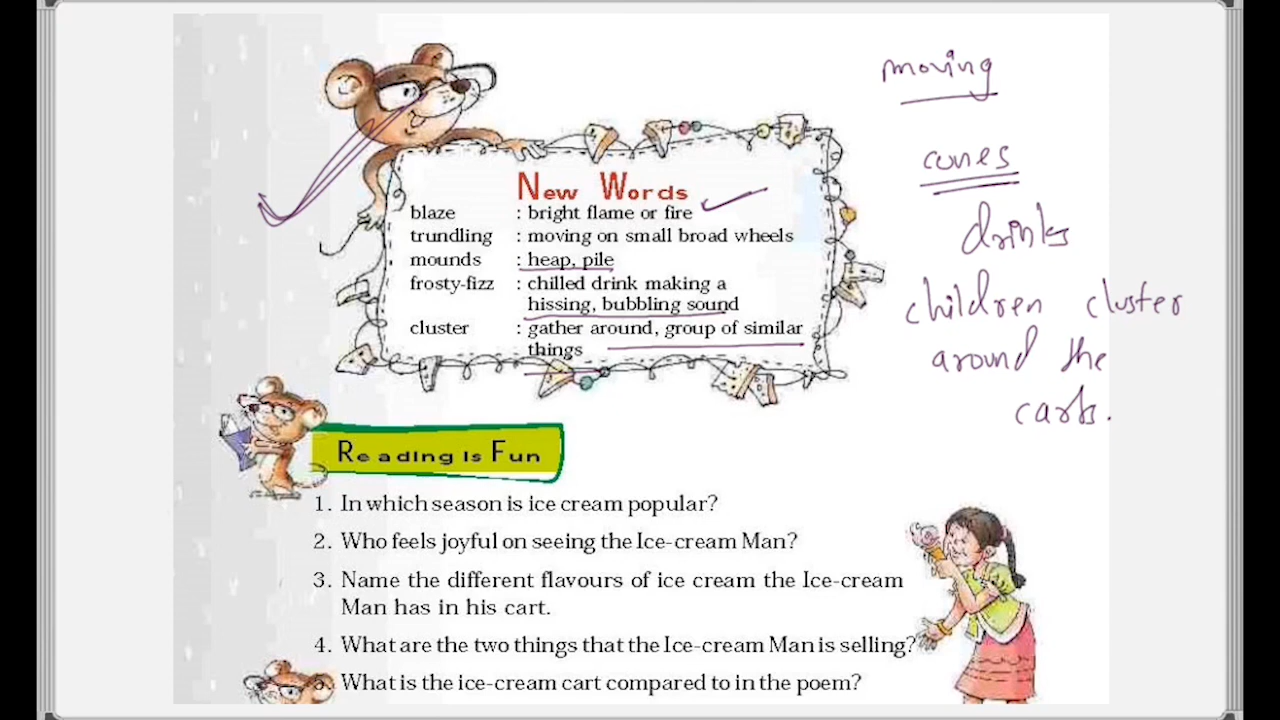 moving
cones
drinks
children cluster
around the
carts.
New Words
blaze : bright flame or fire
trundling : moving on small broad wheels
mounds : heap, pile
frosty-fizz : chilled drink making a
hissing, bubbling sound
cluster : gather around, group of similar
things
Reading is Fun
1. In which season is ice cream popular?
2. Who feels joyful on seeing the Ice-cream Man?
3. Name the different flavours of ice cream the Ice-cream
Man has in his cart.
4. What are the two things that the Ice-cream Man is selling?
5. What is the ice-cream cart compared to in the poem?